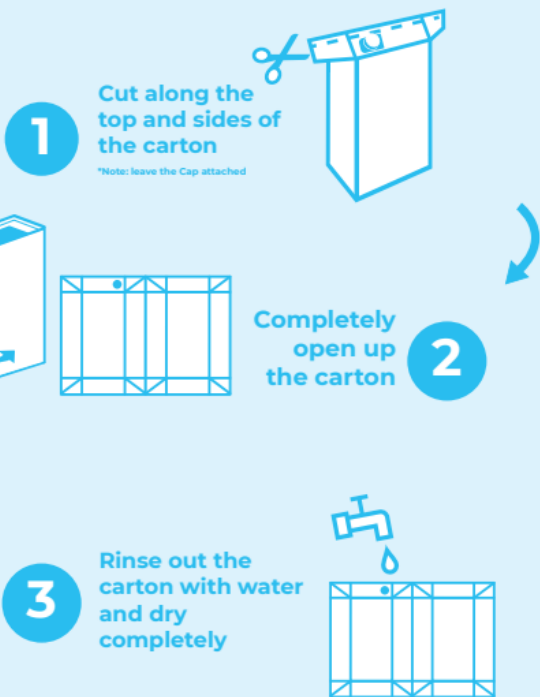 1
Cut along the
top and sides of
the carton
*Note: leave the Cap attached
Completely
open up
the carton
2
3
Rinse out the
carton with water
and dry
completely